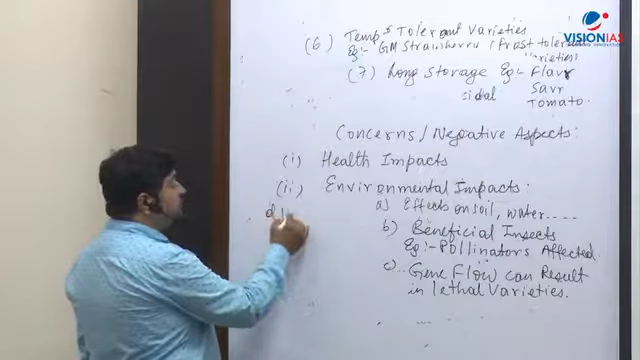 VISIONIAS
(6) Temp Tolerant Varieties
Eg:- GM Strawberry (Frost toleran
Varieties
(7) Long Storage Eg:- Flavr
Savr
cidal
Tomato.
Concerns/Negative Aspects:
(i) Health Impacts
(ii) Environmental Impacts:
a) Effects on soil, water....
b) Beneficial Insects
Eg:- Pollinators Affected.
c) Gene Flow can Result
in lethal Varieties.